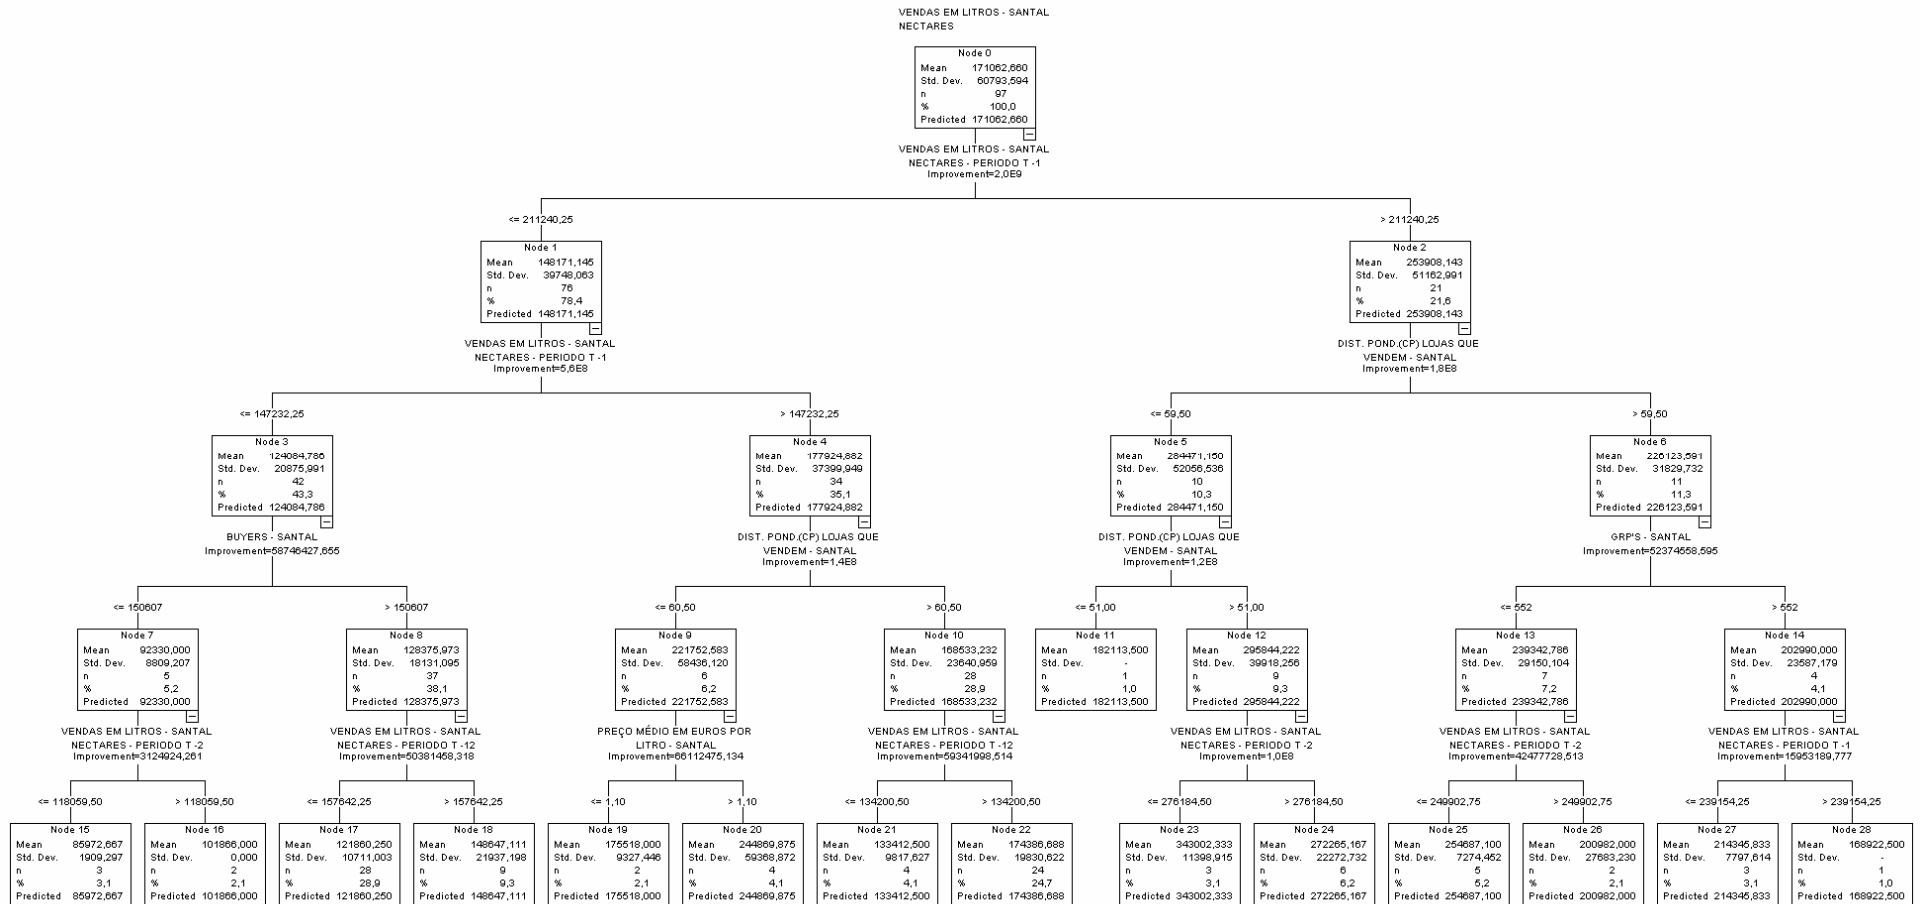 VENDAS EM LITROS - SANTAL
NECTARES
Node 0
Mean 171062,660
Std. Dev. 60793,594
n 97
% 100,0
Predicted 171062,660
VENDAS EM LITROS - SANTAL
NECTARES - PERIODO T -1
Improvement=2,0E9
<= 211240,25
> 211240,25
Node 1
Mean 148171,145
Std. Dev. 39748,063
n 76
% 78,4
Predicted 148171,145
VENDAS EM LITROS - SANTAL
NECTARES - PERIODO T -1
Improvement=5,6E8
Node 2
Mean 253908,143
Std. Dev. 51162,991
n 21
% 21,6
Predicted 253908,143
DIST. POND.(CP) LOJAS QUE
VENDEM - SANTAL
Improvement=1,8E8
<= 147232,25
> 147232,25
<= 59,50
> 59,50
Node 3
Mean 124084,786
Std. Dev. 20875,991
n 42
% 43,3
Predicted 124084,786
BUYERS - SANTAL
Improvement=58746427,655
Node 4
Mean 177924,882
Std. Dev. 37399,949
n 34
% 35,1
Predicted 177924,882
DIST. POND.(CP) LOJAS QUE
VENDEM - SANTAL
Improvement=1,4E8
Node 5
Mean 284471,150
Std. Dev. 52056,536
n 10
% 10,3
Predicted 284471,150
DIST. POND.(CP) LOJAS QUE
VENDEM - SANTAL
Improvement=1,2E8
Node 6
Mean 226123,591
Std. Dev. 31829,732
n 11
% 11,3
Predicted 226123,591
GRP'S - SANTAL
Improvement=52374558,595
<= 150607
> 150607
<= 60,50
> 60,50
<= 51,00
> 51,00
<= 552
> 552
Node 7
Mean 92330,000
Std. Dev. 8809,207
n 5
% 5,2
Predicted 92330,000
VENDAS EM LITROS - SANTAL
NECTARES - PERIODO T -2
Improvement=3124924,261
Node 8
Mean 128375,973
Std. Dev. 18131,095
n 37
% 38,1
Predicted 128375,973
VENDAS EM LITROS - SANTAL
NECTARES - PERIODO T -12
Improvement=50381458,318
Node 9
Mean 221752,583
Std. Dev. 58436,120
n 6
% 6,2
Predicted 221752,583
PREÇO MÉDIO EM EUROS POR
LITRO - SANTAL
Improvement=66112475,134
Node 10
Mean 168533,232
Std. Dev. 23640,959
n 28
% 28,9
Predicted 168533,232
VENDAS EM LITROS - SANTAL
NECTARES - PERIODO T -12
Improvement=59341998,514
Node 11
Mean 182113,500
Std. Dev. -
n 1
% 1,0
Predicted 182113,500
Node 12
Mean 295844,222
Std. Dev. 39918,256
n 9
% 9,3
Predicted 295844,222
VENDAS EM LITROS - SANTAL
NECTARES - PERIODO T -2
Improvement=1,0E8
Node 13
Mean 239342,786
Std. Dev. 29150,104
n 7
% 7,2
Predicted 239342,786
VENDAS EM LITROS - SANTAL
NECTARES - PERIODO T -2
Improvement=42477728,513
Node 14
Mean 202990,000
Std. Dev. 23587,179
n 4
% 4,1
Predicted 202990,000
VENDAS EM LITROS - SANTAL
NECTARES - PERIODO T -1
Improvement=15953189,777
<= 118059,50
> 118059,50
<= 157642,25
> 157642,25
<= 1,10
> 1,10
<= 134200,50
> 134200,50
<= 276184,50
> 276184,50
<= 249902,75
> 249902,75
<= 239154,25
> 239154,25
Node 15
Mean 85972,667
Std. Dev. 1909,297
n 3
% 3,1
Predicted 85972,667
Node 16
Mean 101866,000
Std. Dev. 0,000
n 2
% 2,1
Predicted 101866,000
Node 17
Mean 121860,250
Std. Dev. 10711,003
n 28
% 28,9
Predicted 121860,250
Node 18
Mean 148647,111
Std. Dev. 21937,198
n 9
% 9,3
Predicted 148647,111
Node 19
Mean 175518,000
Std. Dev. 9327,446
n 2
% 2,1
Predicted 175518,000
Node 20
Mean 244869,875
Std. Dev. 59368,872
n 4
% 4,1
Predicted 244869,875
Node 21
Mean 133412,500
Std. Dev. 9817,627
n 4
% 4,1
Predicted 133412,500
Node 22
Mean 174386,688
Std. Dev. 19830,622
n 24
% 24,7
Predicted 174386,688
Node 23
Mean 343002,333
Std. Dev. 11398,915
n 3
% 3,1
Predicted 343002,333
Node 24
Mean 272265,167
Std. Dev. 22272,732
n 6
% 6,2
Predicted 272265,167
Node 25
Mean 254687,100
Std. Dev. 7274,452
n 5
% 5,2
Predicted 254687,100
Node 26
Mean 200982,000
Std. Dev. 27683,230
n 2
% 2,1
Predicted 200982,000
Node 27
Mean 214345,833
Std. Dev. 7797,614
n 3
% 3,1
Predicted 214345,833
Node 28
Mean 168922,500
Std. Dev. -
n 1
% 1,0
Predicted 168922,500